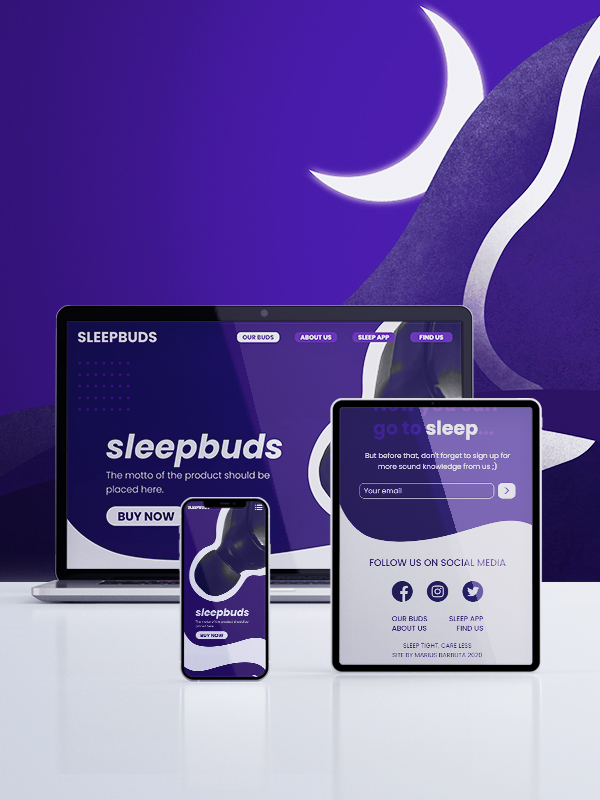 SLEEPBUDS
OUR BUDS
ABOUT US
SLEEP APP
FIND US
sleepbuds
The motto of the product should be
placed here.
BUY NOW
now you can
go to sleep...
But before that, don't forget to sign up for
more sound knowledge from us ;)
Your email
FOLLOW US ON SOCIAL MEDIA
OUR BUDS SLEEP APP
ABOUT US FIND US
SLEEP TIGHT, CARE LESS
SITE BY MARIUS BARBUTA 2020
SLEEPBUDS
sleepbuds
The motto of the product should be
placed here.
BUY NOW